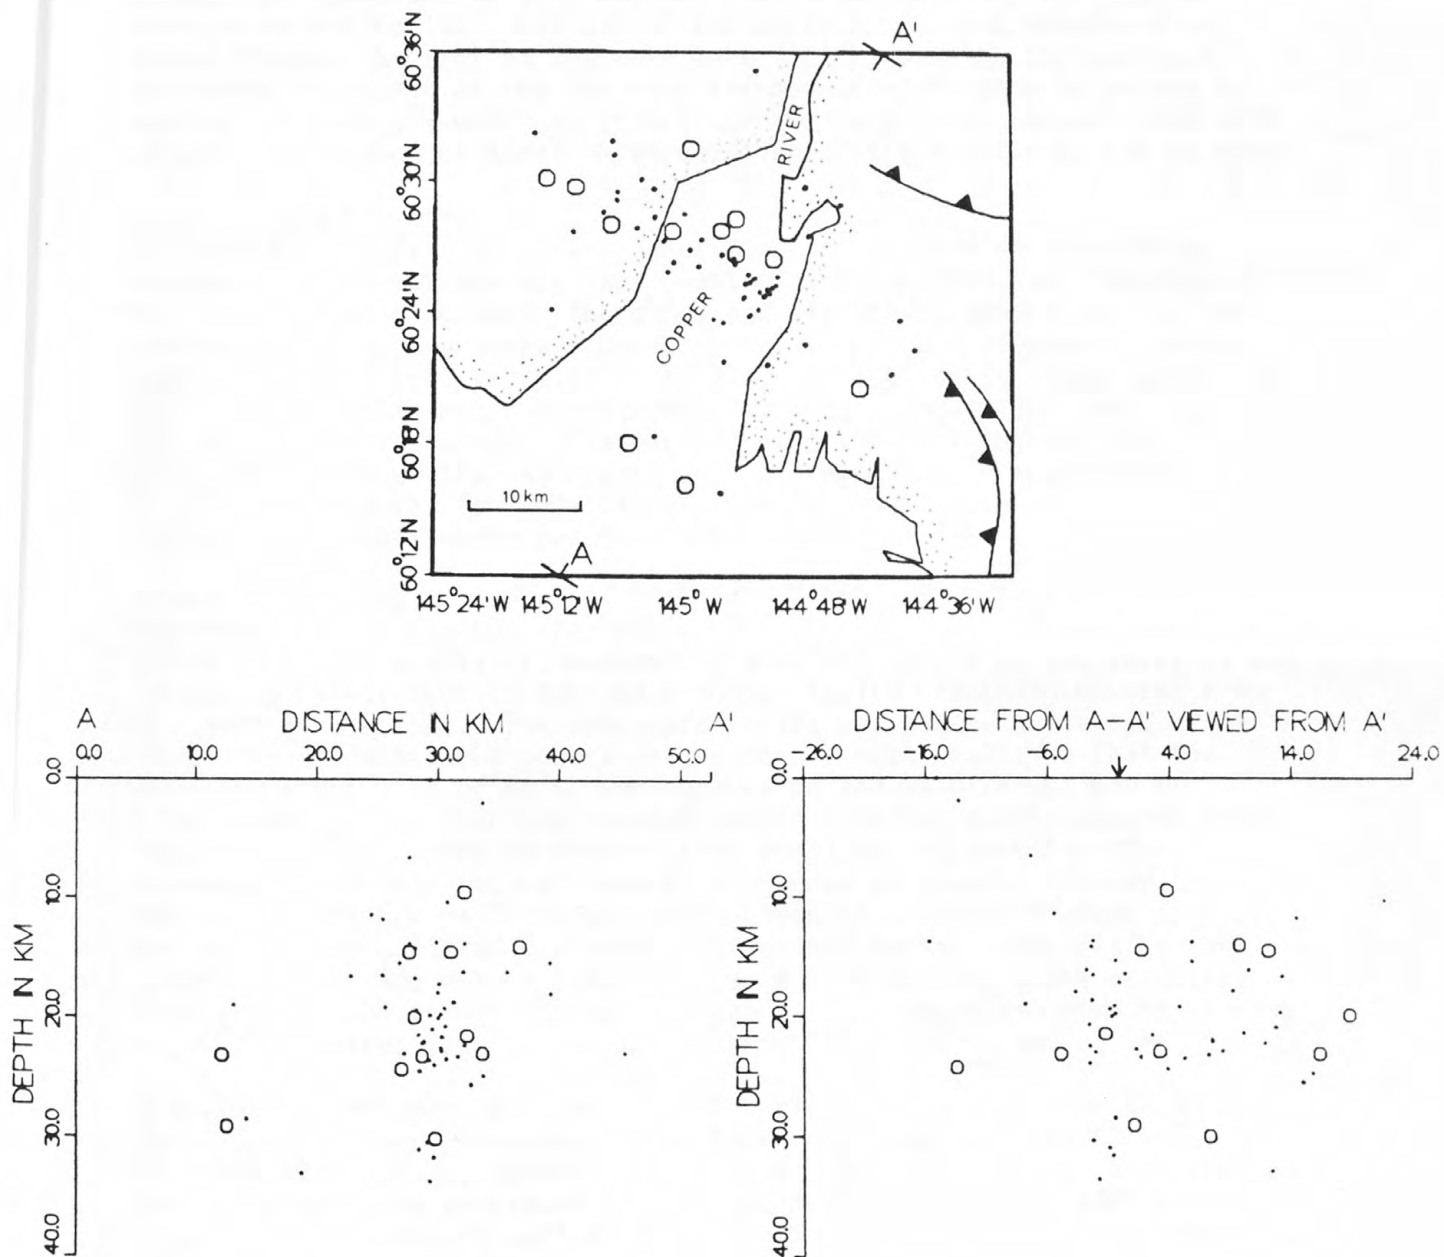 A'
60°36'N
60°30'N
60°24'N
60°18'N
60°12'N
RIVER
COPPER
10 km
A
145°24'W 145°12'W 145°W 144°48'W 144°36'W
A DISTANCE IN KM A'
0.0 10.0 20.0 30.0 40.0 50.0
0.0
10.0
20.0
30.0
40.0
DEPTH IN KM
DISTANCE FROM A-A' VIEWED FROM A'
-26.0 -16.0 -6.0 4.0 14.0 24.0
0.0
10.0
20.0
30.0
40.0
DEPTH IN KM